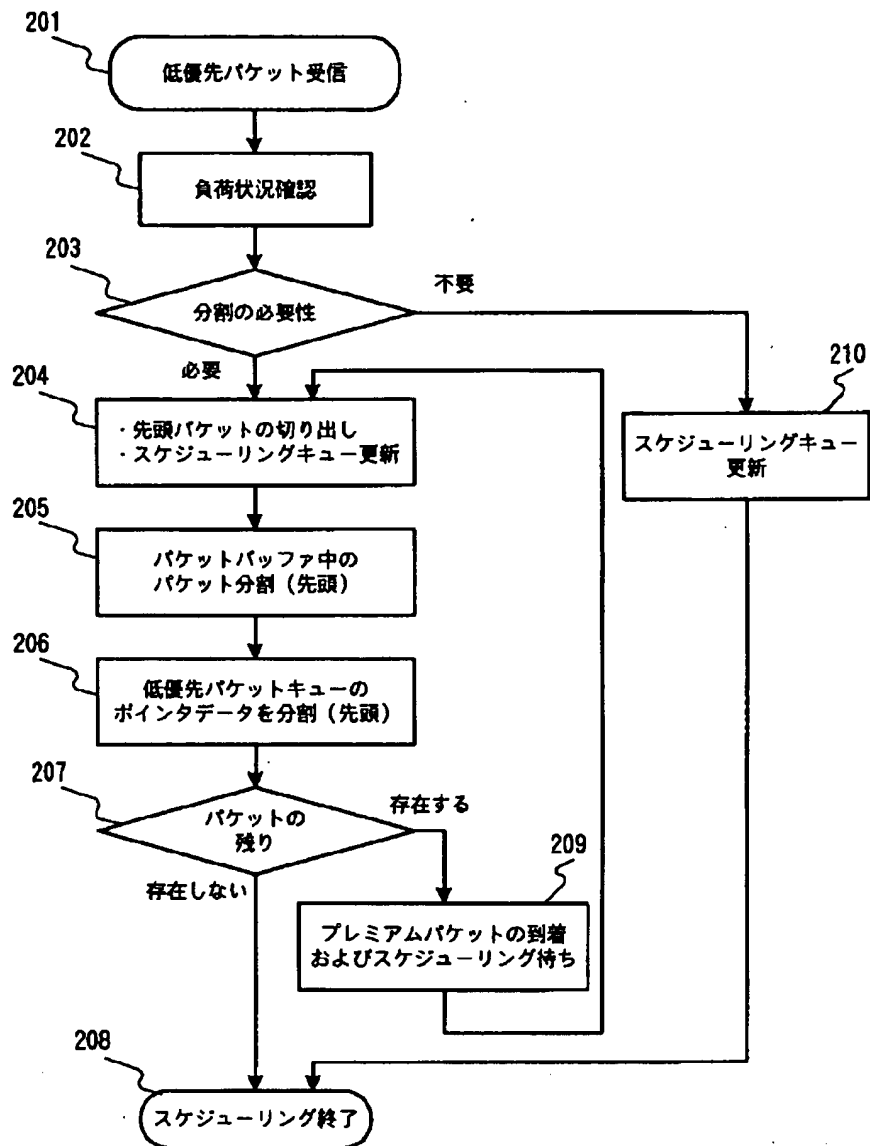 201
低優先パケット受信
202
負荷状況確認
203
分割の必要性
不要
必要
204
・先頭パケットの切り出し
・スケジューリングキュー更新
210
スケジューリングキュー
更新
205
パケットバッファ中の
パケット分割（先頭）
206
低優先パケットキューの
ポインタデータを分割（先頭）
207
パケットの
残り
存在する
存在しない
209
プレミアムパケットの到着
およびスケジューリング待ち
208
スケジューリング終了